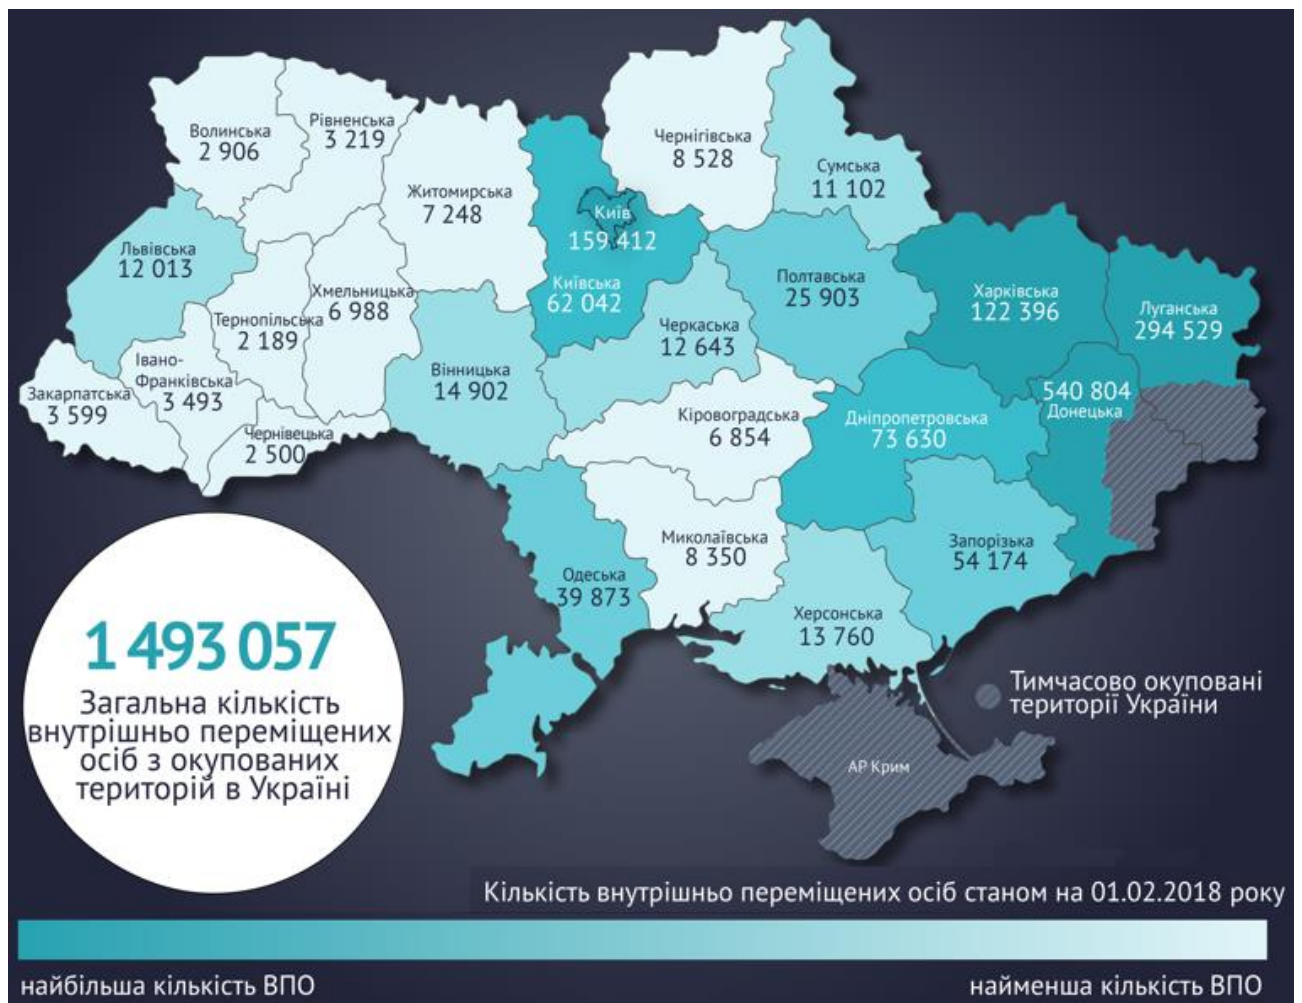 Волинська
2 906
Рівненська
3 219
Житомирська
7 248
Чернігівська
8 528
Сумська
11 102
Київ
159 412
Київська
62 042
Львівська
12 013
Хмельницька
6 988
Тернопільська
2 189
Івано-
Франківська
3 493
Закарпатська
3 599
Чернівецька
2 500
Вінницька
14 902
Черкаська
12 643
Полтавська
25 903
Харківська
122 396
Луганська
294 529
540 804
Донецька
Дніпропетровська
73 630
Кіровоградська
6 854
Миколаївська
8 350
Одеська
39 873
Запорізька
54 174
Херсонська
13 760
АР Крим
Тимчасово окуповані
території України
1 493 057
Загальна кількість
внутрішньо переміщених
осіб з окупованих
територій в Україні
Кількість внутрішньо переміщених осіб станом на 01.02.2018 року
найбільша кількість ВПО
найменша кількість ВПО